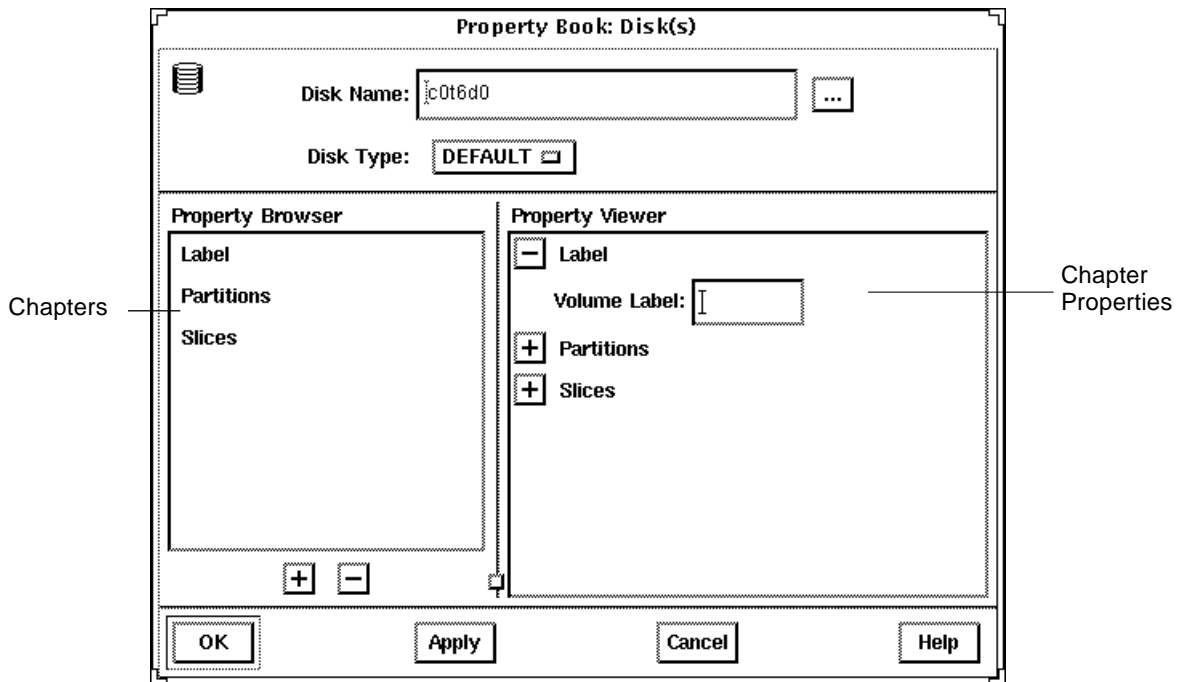 Property Book: Disk(s)
Disk Name: c0t6d0 ...
Disk Type: DEFAULT
Property Browser
Label
Partitions
Slices
+ −
Property Viewer
− Label
Volume Label:
+ Partitions
+ Slices
OK Apply Cancel Help
Chapters
Chapter
Properties